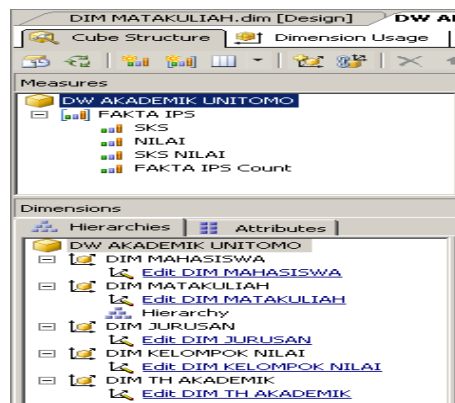 DIM MATAKULIAH.dim [Design] DW A
Cube Structure Dimension Usage
Measures
DW AKADEMIK UNITOMO
FAKTA IPS
SKS
NILAI
SKS NILAI
FAKTA IPS Count
Dimensions
Hierarchies Attributes
DW AKADEMIK UNITOMO
DIM MAHASISWA
Edit DIM MAHASISWA
DIM MATAKULIAH
Edit DIM MATAKULIAH
Hierarchy
DIM JURUSAN
Edit DIM JURUSAN
DIM KELOMPOK NILAI
Edit DIM KELOMPOK NILAI
DIM TH AKADEMIK
Edit DIM TH AKADEMIK